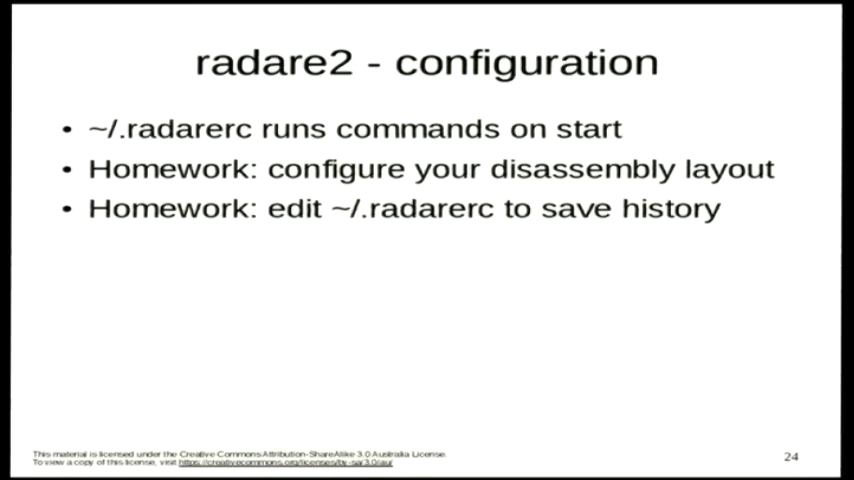 radare2 - configuration
• ~/.radarerc runs commands on start
• Homework: configure your disassembly layout
• Homework: edit ~/.radarerc to save history
This material is licensed under the Creative Commons Attribution-ShareAlike 3.0 Australia License.
To view a copy of this license, visit https://creativecommons.org/licenses/by-sa/3.0/au/
24